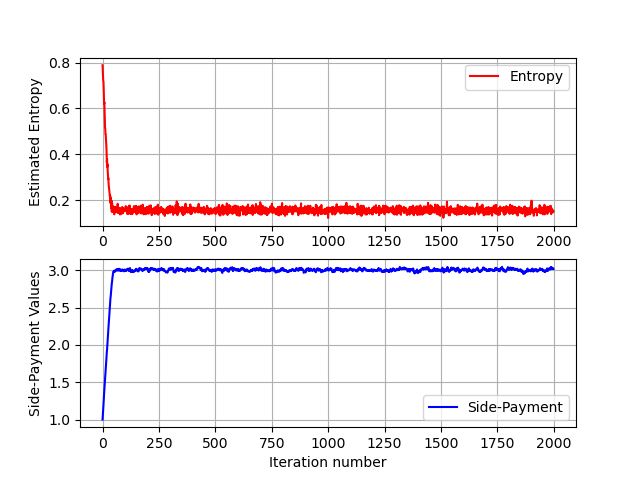 Estimated Entropy
0.8
0.6
0.4
0.2
Entropy
0 250 500 750 1000 1250 1500 1750 2000
Side-Payment Values
3.0
2.5
2.0
1.5
1.0
Side-Payment
0 250 500 750 1000 1250 1500 1750 2000
Iteration number